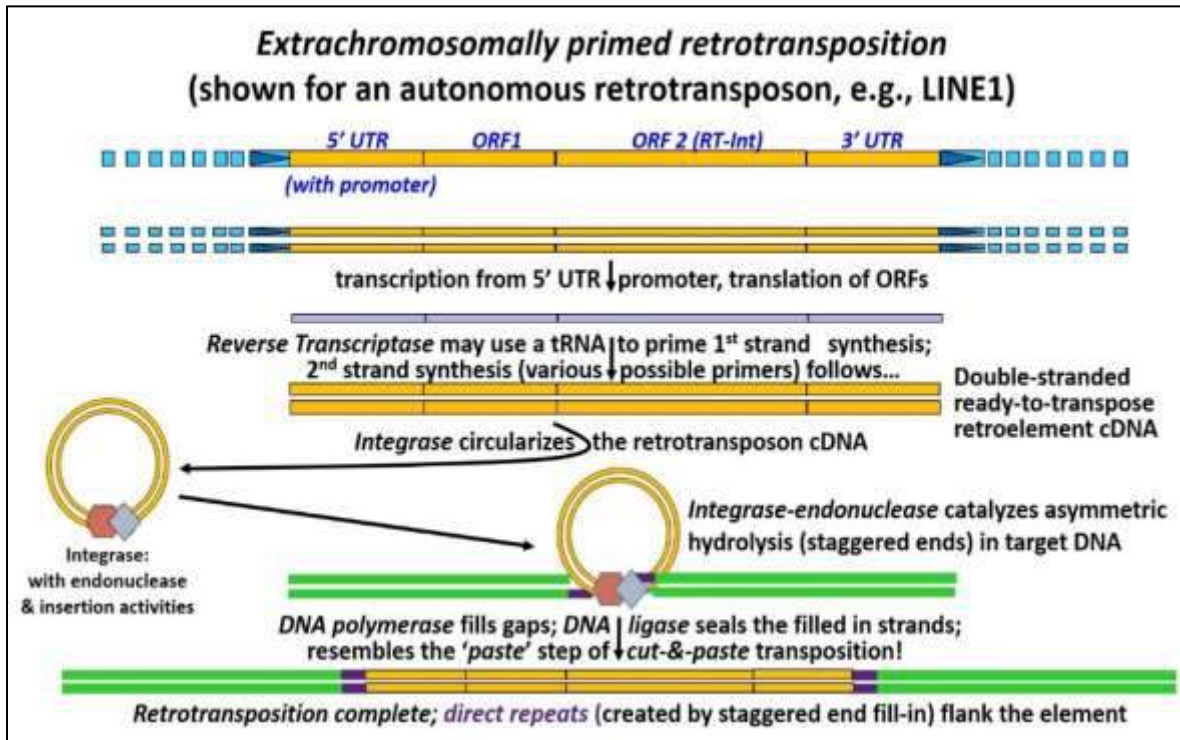 Extrachromosomally primed retrotransposition
(shown for an autonomous retrotransposon, e.g., LINE1)
5' UTR ORF1 ORF 2 (RT-Int) 3' UTR
(with promoter)
transcription from 5' UTR promoter, translation of ORFs
Reverse Transcriptase may use a tRNA to prime 1st strand synthesis;
2nd strand synthesis (various possible primers) follows...
Double-stranded
ready-to-transpose
retroelement cDNA
Integrase circularizes the retrotransposon cDNA
Integrase:
with endonuclease
& insertion activities
Integrase-endonuclease catalyzes asymmetric
hydrolysis (staggered ends) in target DNA
DNA polymerase fills gaps; DNA ligase seals the filled in strands;
resembles the 'paste' step of cut-&-paste transposition!
Retrotransposition complete; direct repeats (created by staggered end fill-in) flank the element